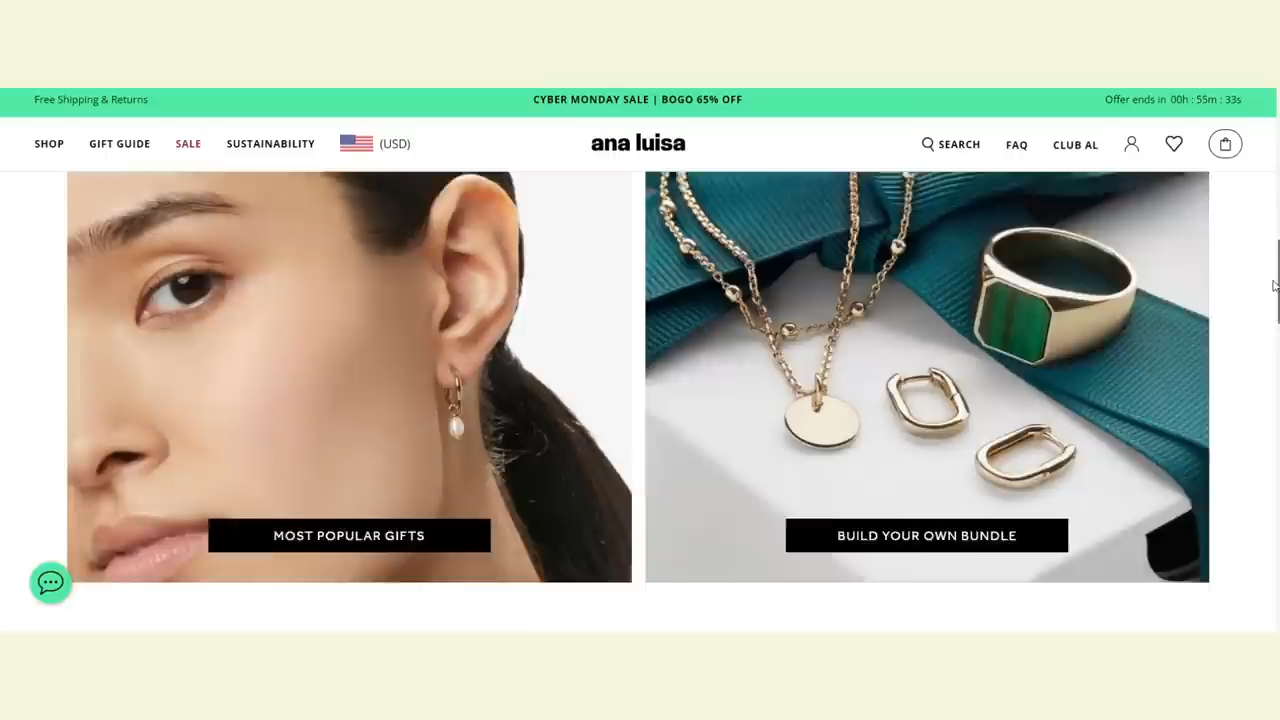 Free Shipping & Returns
CYBER MONDAY SALE | BOGO 65% OFF
Offer ends in 00h : 55m : 33s
SHOP GIFT GUIDE SALE SUSTAINABILITY (USD)
ana luisa
SEARCH FAQ CLUB AL
MOST POPULAR GIFTS
BUILD YOUR OWN BUNDLE